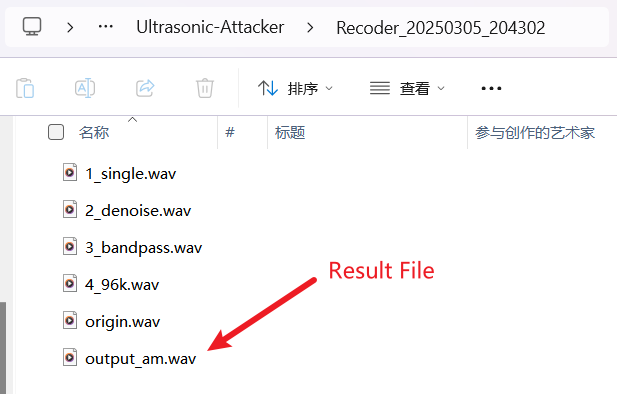 Ultrasonic-Attacker > Recoder_20250305_204302
排序 查看
名称 # 标题 参与创作的艺术家
1_single.wav
2_denoise.wav
3_bandpass.wav
Result File
4_96k.wav
origin.wav
output_am.wav